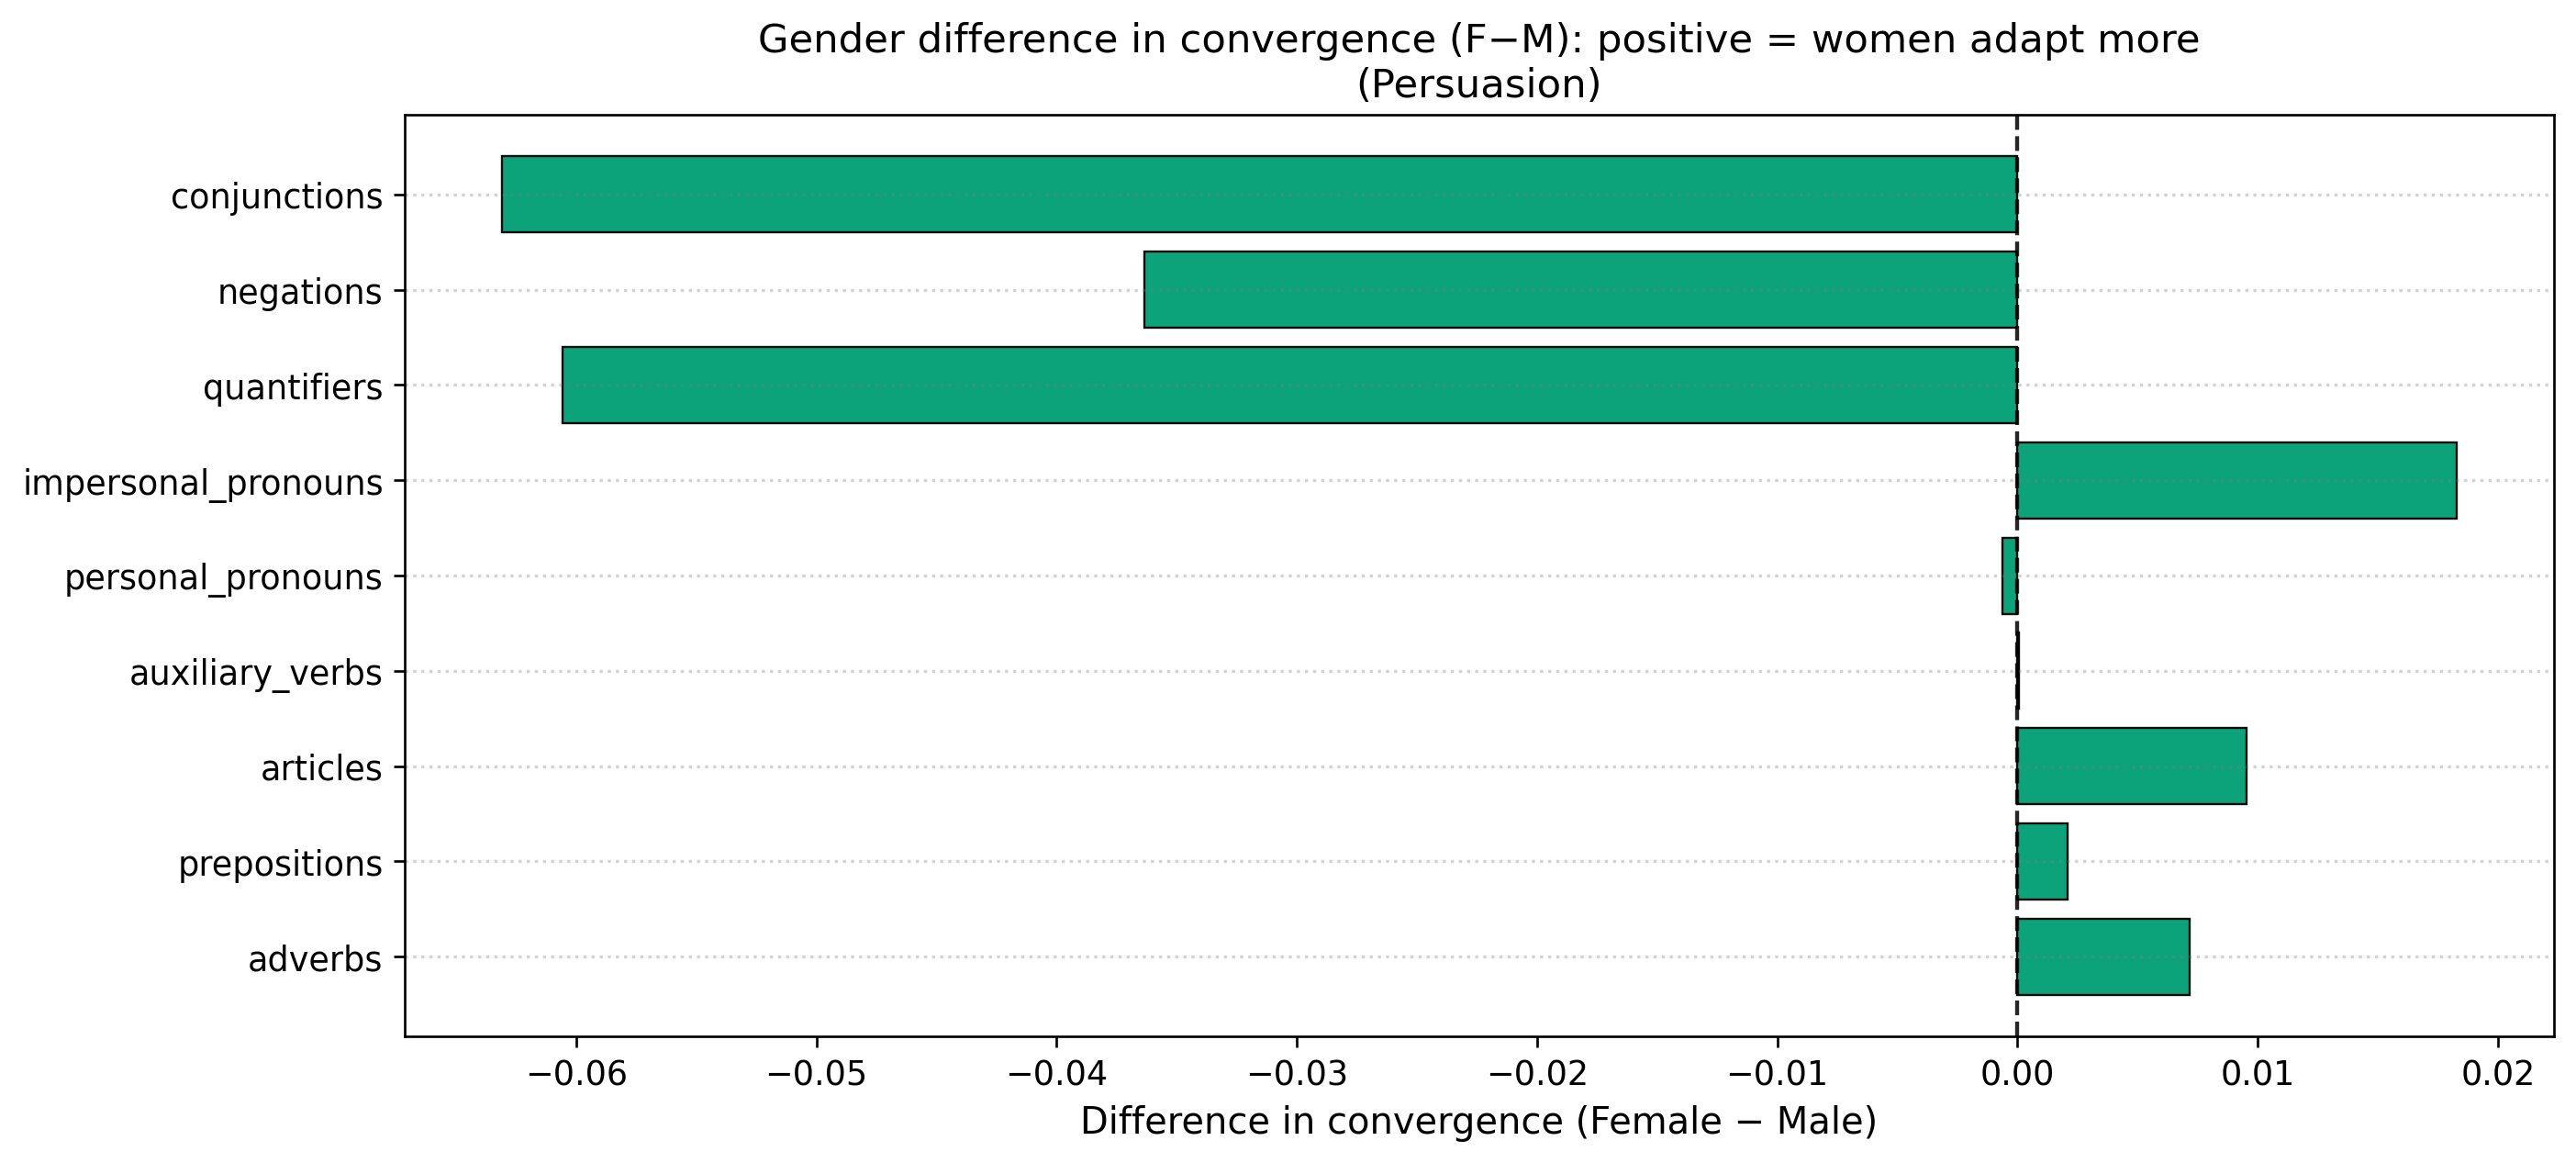 Gender difference in convergence (F−M): positive = women adapt more
(Persuasion)
conjunctions
negations
quantifiers
impersonal_pronouns
personal_pronouns
auxiliary_verbs
articles
prepositions
adverbs
−0.06 −0.05 −0.04 −0.03 −0.02 −0.01 0.00 0.01 0.02
Difference in convergence (Female − Male)